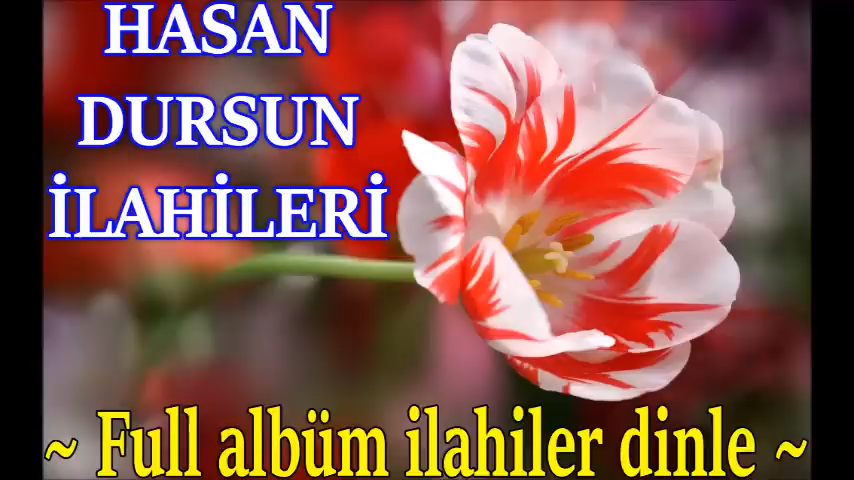 HASAN
DURSUN
İLAHİLERİ
~ Full albüm ilahiler dinle ~